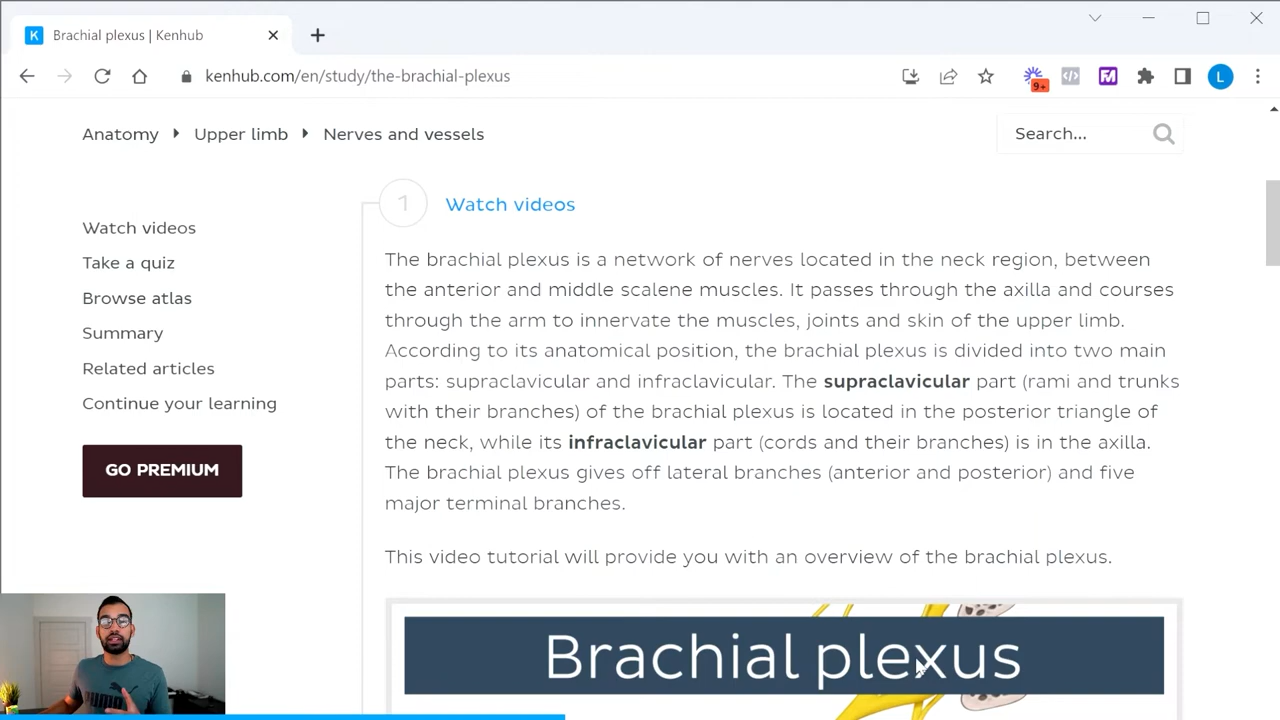 Brachial plexus | Kenhub
kenhub.com/en/study/the-brachial-plexus
9+
L
Anatomy Upper limb Nerves and vessels
Search...
Watch videos
Take a quiz
Browse atlas
Summary
Related articles
Continue your learning
GO PREMIUM
1 Watch videos
The brachial plexus is a network of nerves located in the neck region, between
the anterior and middle scalene muscles. It passes through the axilla and courses
through the arm to innervate the muscles, joints and skin of the upper limb.
According to its anatomical position, the brachial plexus is divided into two main
parts: supraclavicular and infraclavicular. The supraclavicular part (rami and trunks
with their branches) of the brachial plexus is located in the posterior triangle of
the neck, while its infraclavicular part (cords and their branches) is in the axilla.
The brachial plexus gives off lateral branches (anterior and posterior) and five
major terminal branches.
This video tutorial will provide you with an overview of the brachial plexus.
Brachial plexus
PUMA